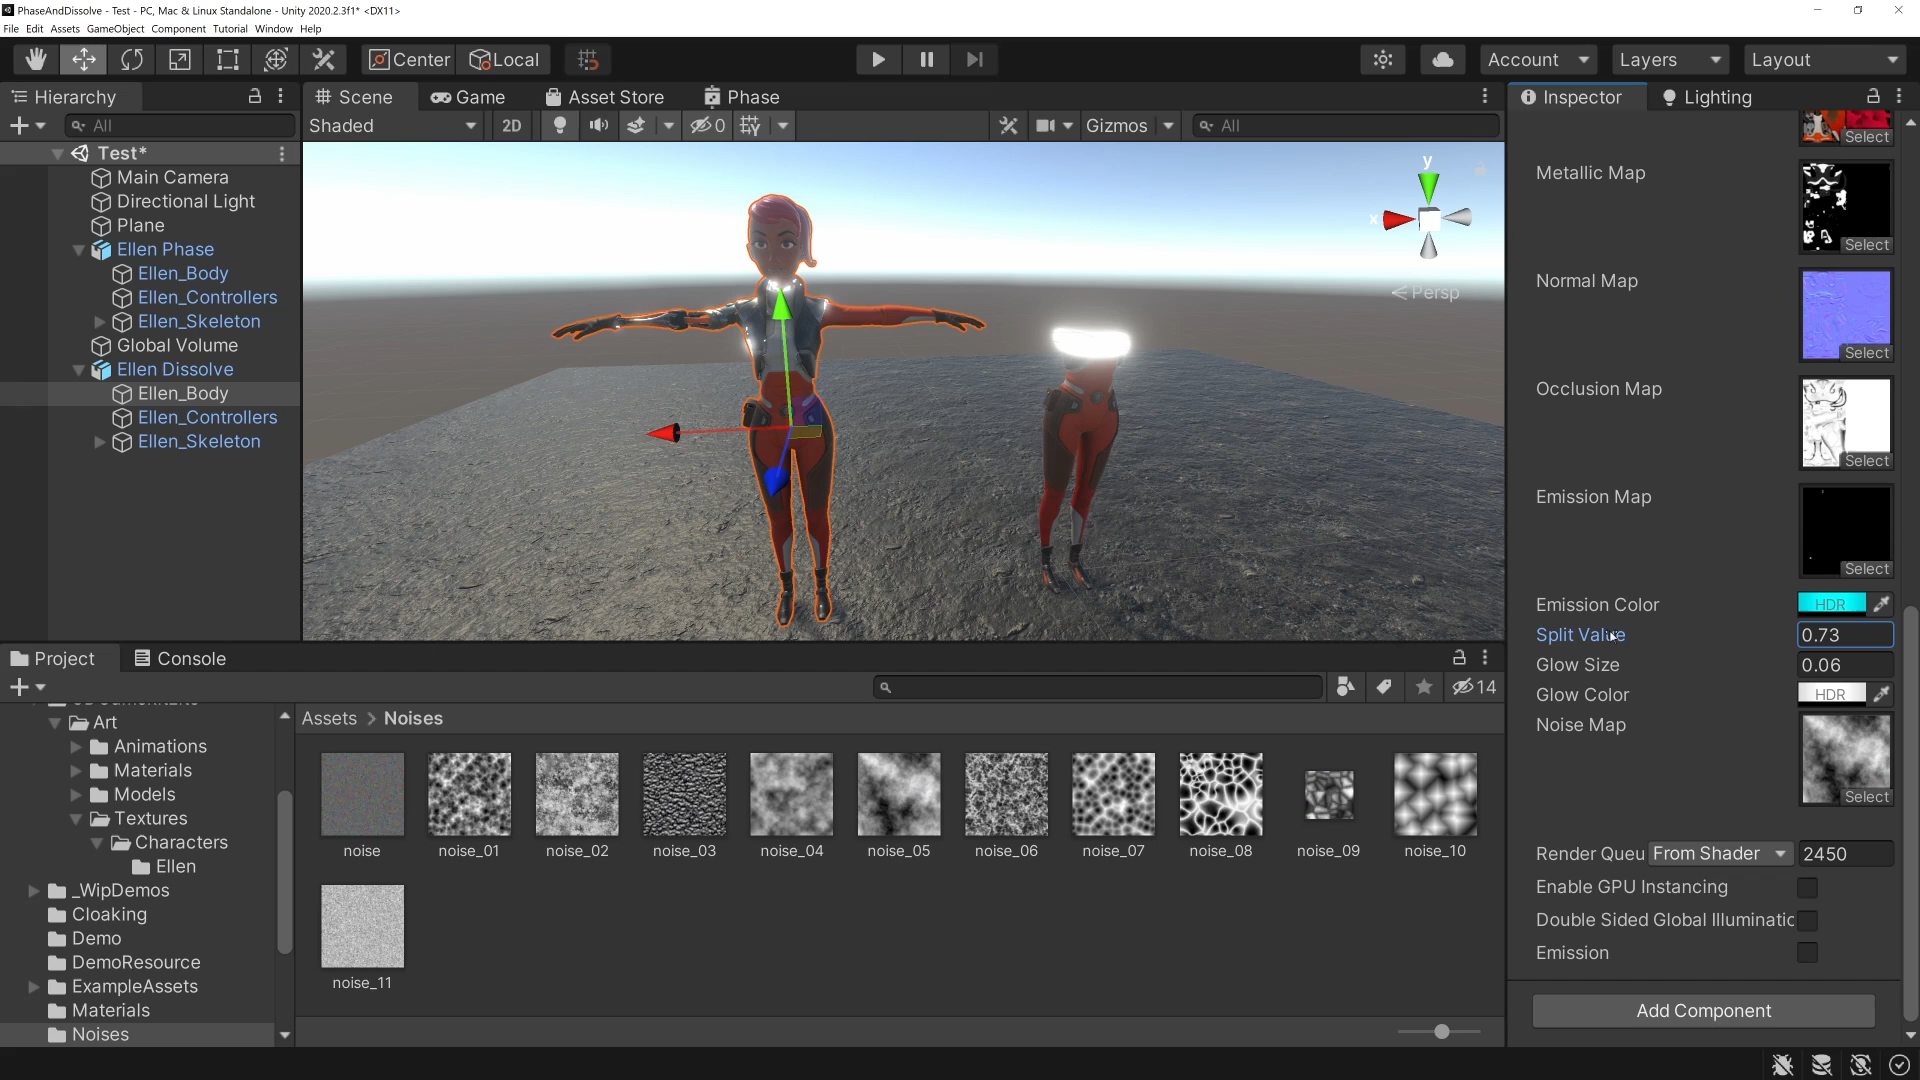 PhaseAndDissolve - Test - PC, Mac & Linux Standalone - Unity 2020.2.3f1* <DX11>
File Edit Assets GameObject Component Tutorial Window Help
Center Local Account Layers Layout
Hierarchy
All
Test*
Main Camera
Directional Light
Plane
Ellen Phase
Ellen_Body
Ellen_Controllers
Ellen_Skeleton
Global Volume
Ellen Dissolve
Ellen_Body
Ellen_Controllers
Ellen_Skeleton
Scene Game Asset Store Phase
Shaded 2D 0 Gizmos All
y
x
Persp
Inspector Lighting
Select
Metallic Map
Select
Normal Map
Select
Occlusion Map
Select
Emission Map
Select
Emission Color HDR
Split Value 0.73
Glow Size 0.06
Glow Color HDR
Noise Map
Select
Render Queu From Shader 2450
Enable GPU Instancing
Double Sided Global Illuminatic
Emission
Add Component
Project Console
14
Art
Animations
Materials
Models
Textures
Characters
Ellen
_WipDemos
Cloaking
Demo
DemoResource
ExampleAssets
Materials
Noises
Assets > Noises
noise noise_01 noise_02 noise_03 noise_04 noise_05 noise_06 noise_07 noise_08 noise_09 noise_10
noise_11